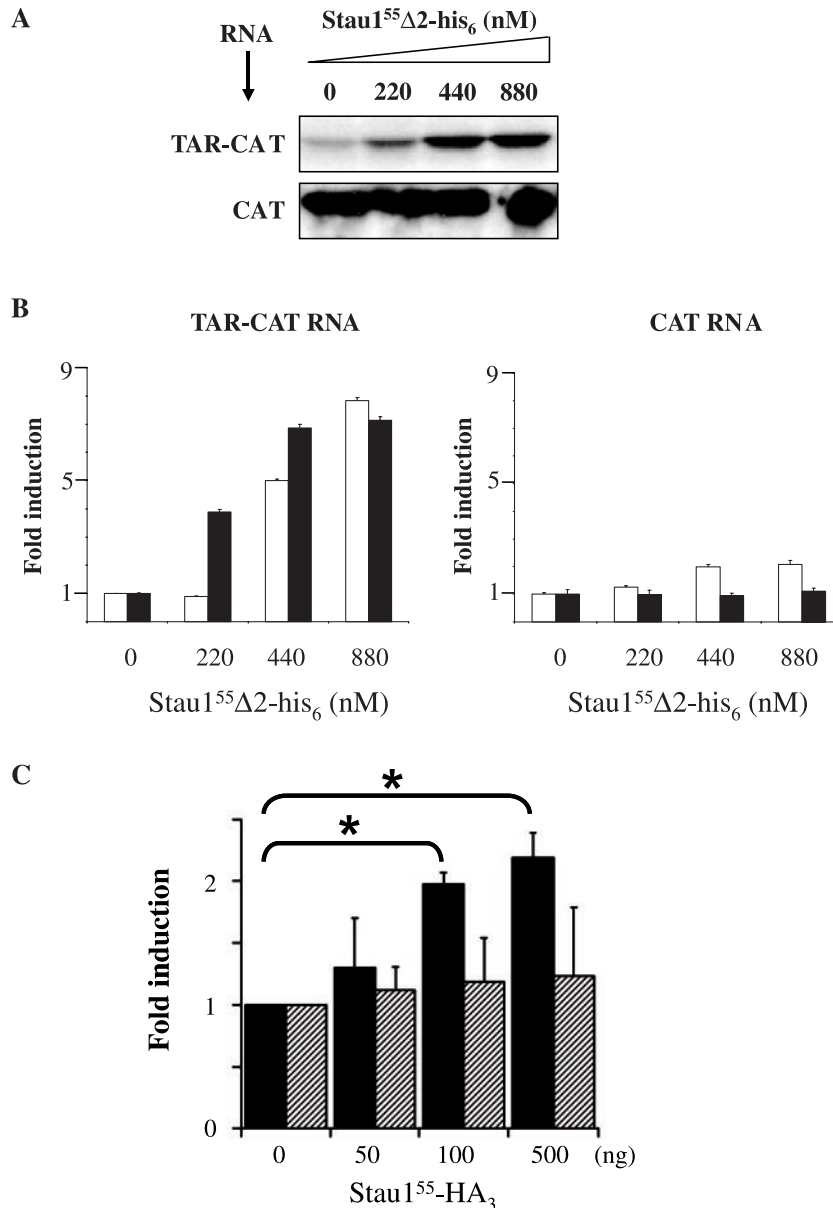 A
Stau1⁵⁵Δ2-his₆ (nM)
RNA
0 220 440 880
TAR-CAT
CAT
B
TAR-CAT RNA
CAT RNA
9
5
1
Fold induction
0 220 440 880
Stau1⁵⁵Δ2-his₆ (nM)
9
5
1
Fold induction
0 220 440 880
Stau1⁵⁵Δ2-his₆ (nM)
C
* *
2
1
0
Fold induction
0 50 100 500 (ng)
Stau1⁵⁵-HA₃